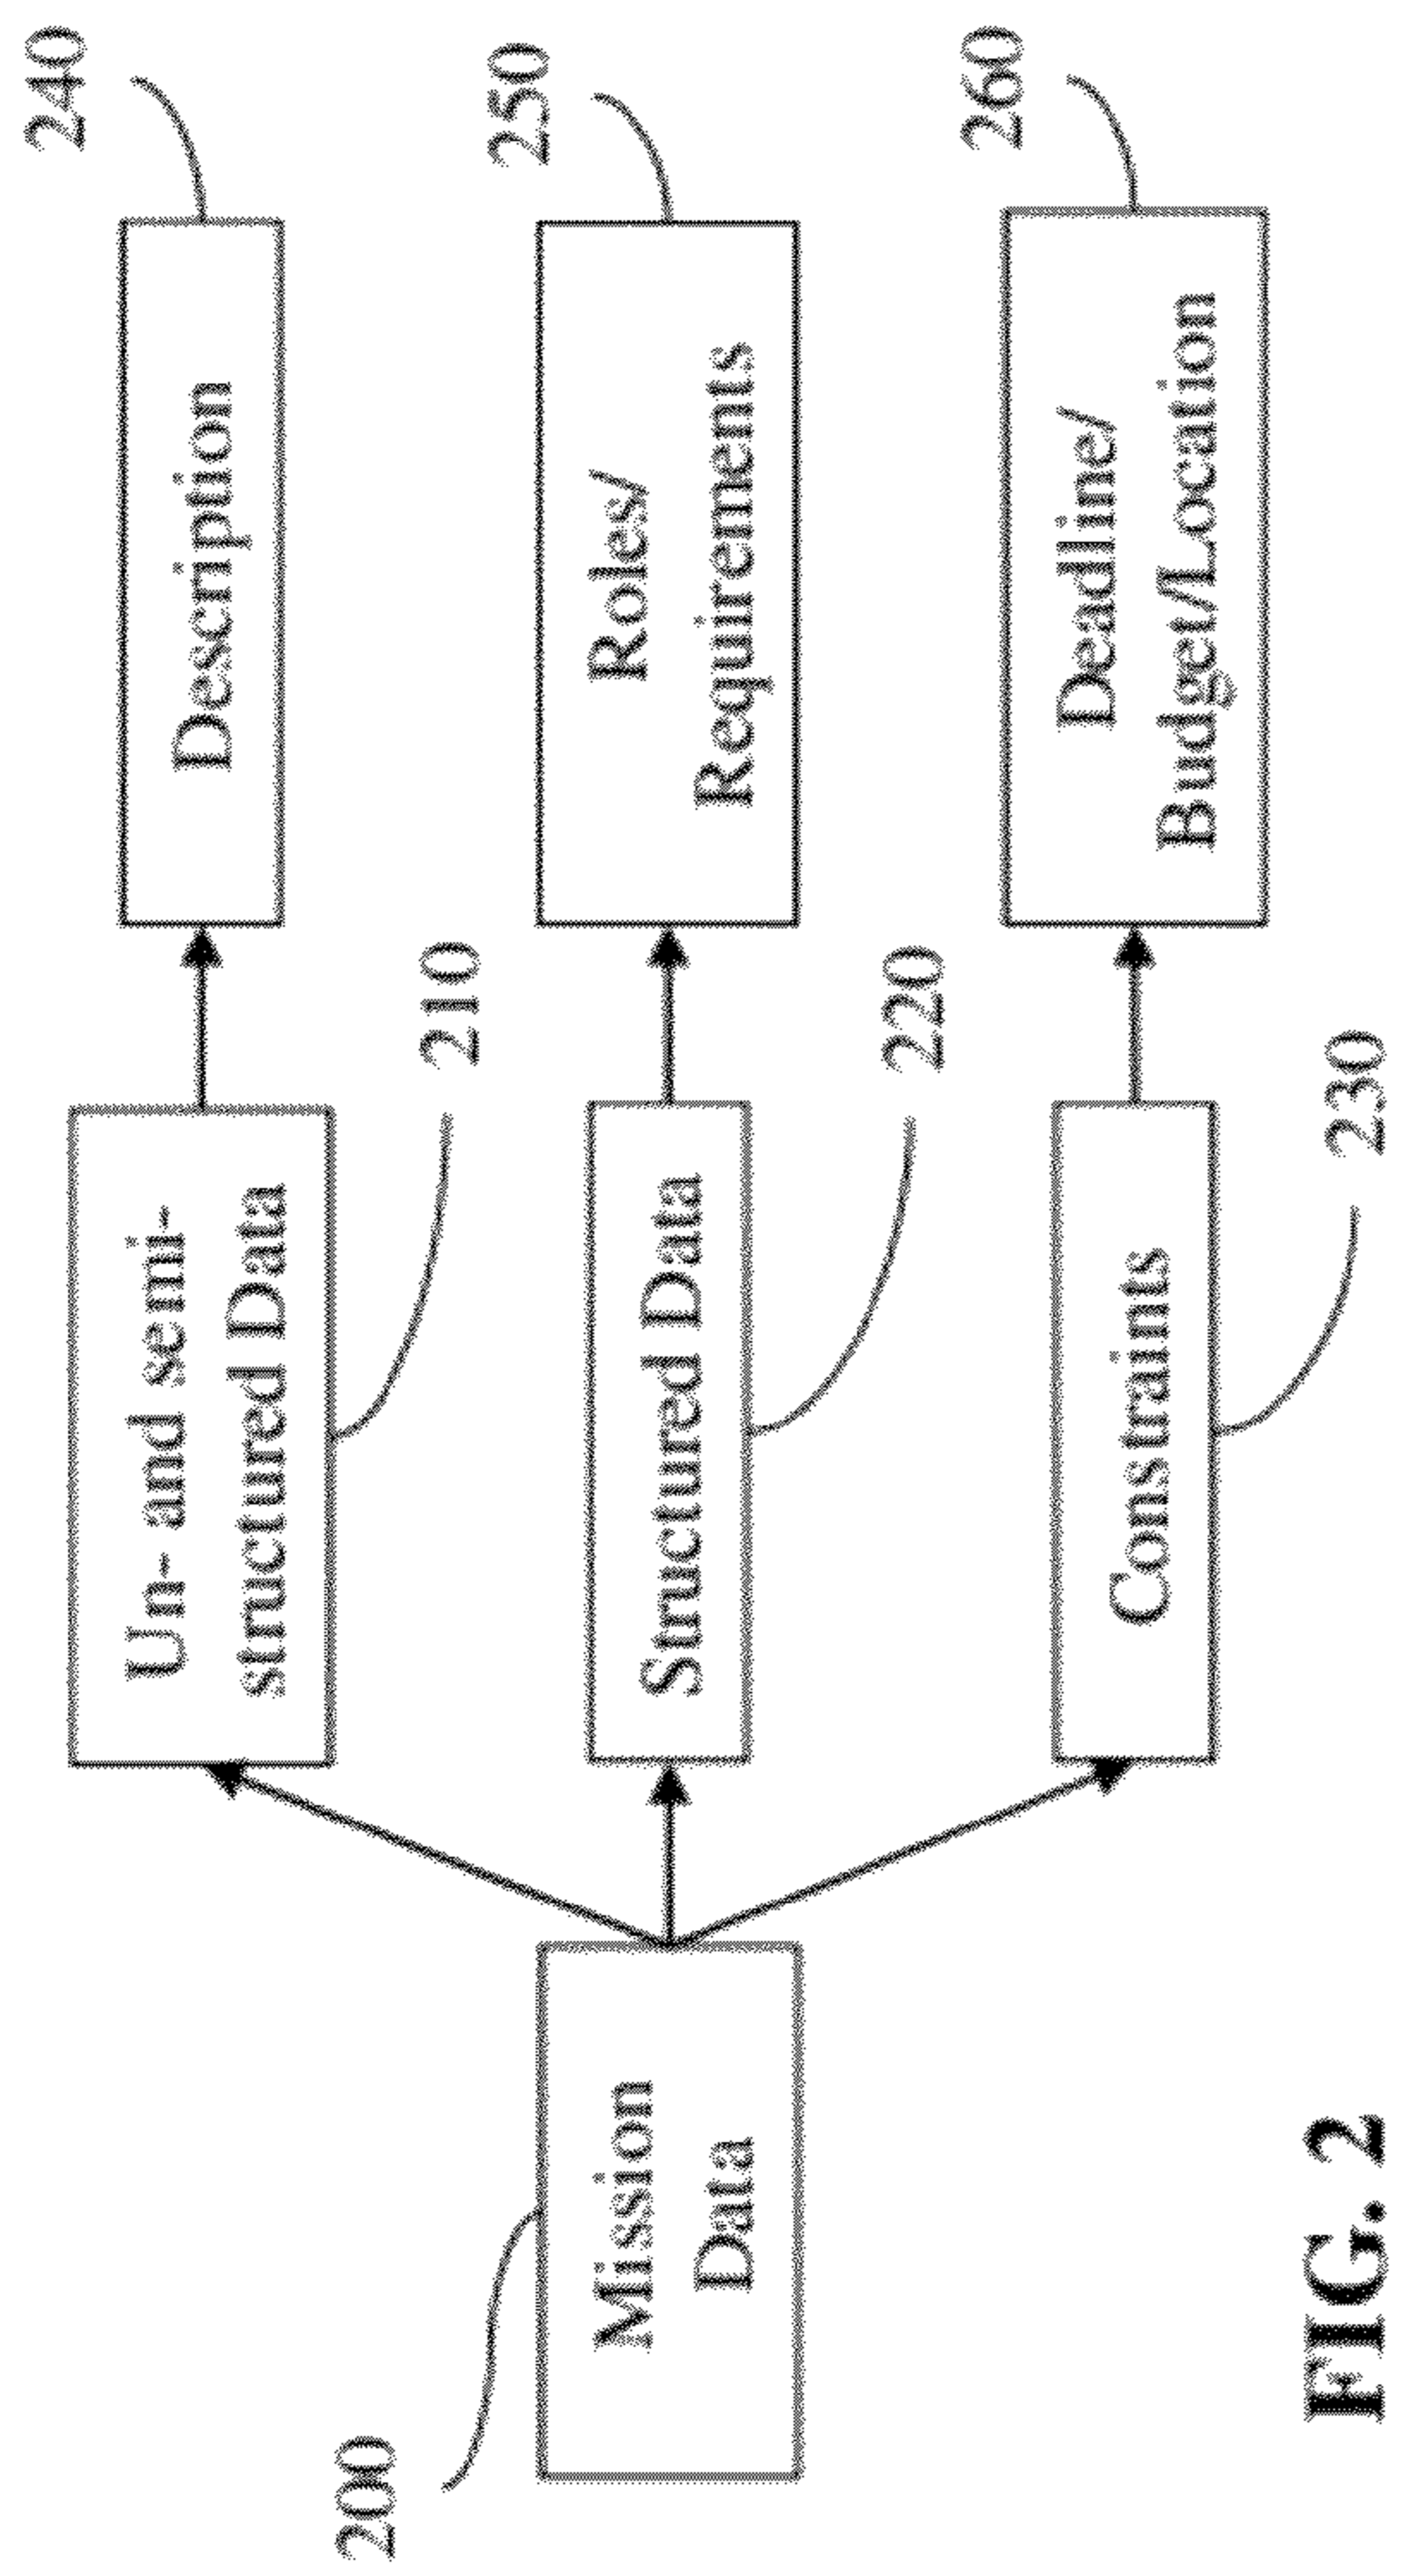 200
Mission
Data
Un- and semi-
structured Data
210
Structured Data
220
Constraints
230
Description
240
Roles/
Requirements
250
Deadline/
Budget/Location
260
FIG. 2